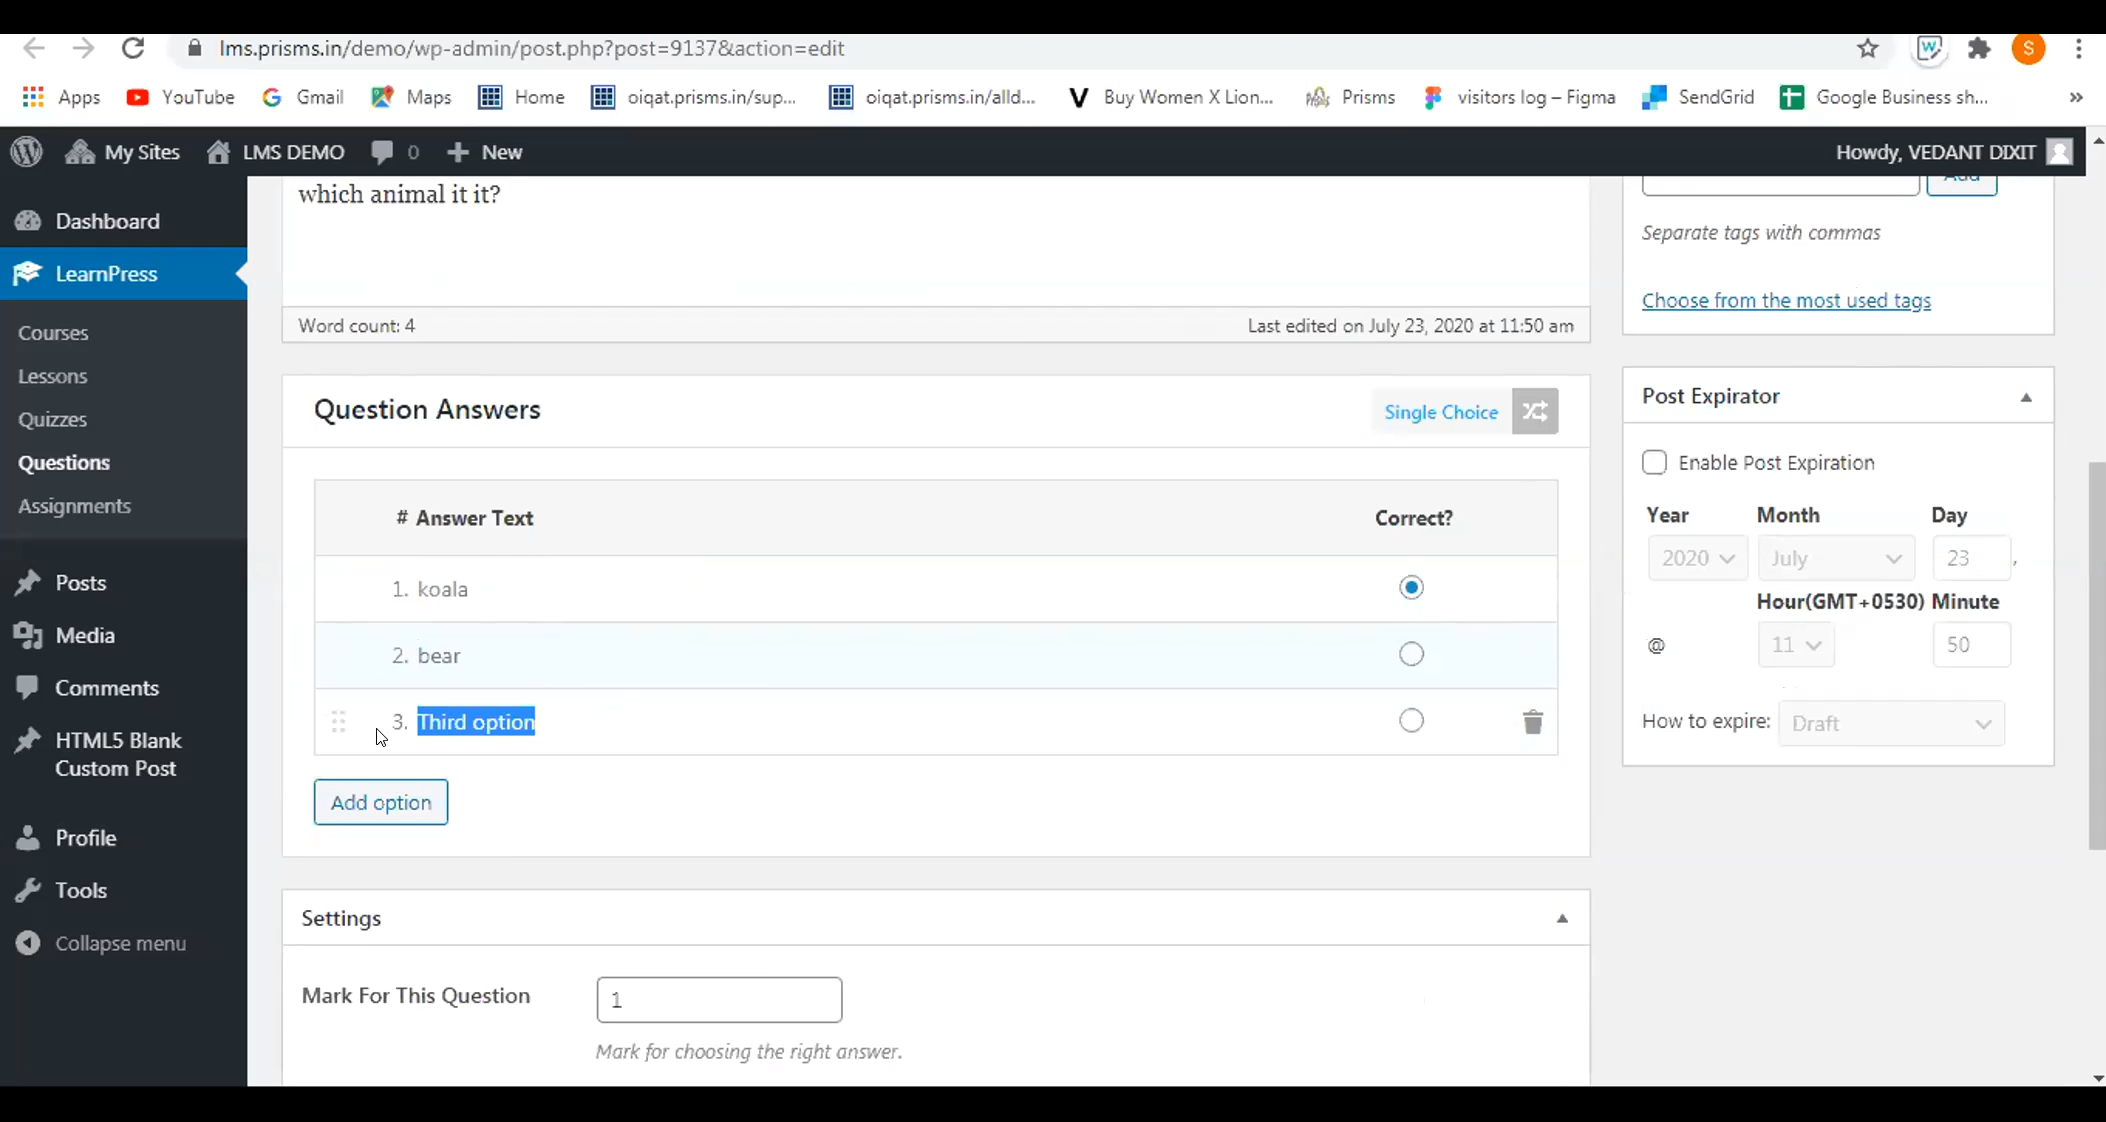 lms.prisms.in/demo/wp-admin/post.php?post=9137&action=edit
S
Apps YouTube Gmail Maps Home oiqat.prisms.in/sup... oiqat.prisms.in/alld... Buy Women X Lion... Prisms visitors log – Figma SendGrid Google Business sh... »
My Sites LMS DEMO 0 + New Howdy, VEDANT DIXIT
Dashboard
LearnPress
Courses
Lessons
Quizzes
Questions
Assignments
Posts
Media
Comments
HTML5 Blank
Custom Post
Profile
Tools
Collapse menu
which animal it it?
Word count: 4 Last edited on July 23, 2020 at 11:50 am
Question Answers Single Choice
# Answer Text Correct?
1. koala
2. bear
3. Third option
Add option
Settings
Mark For This Question 1
Mark for choosing the right answer.
Add
Separate tags with commas
Choose from the most used tags
Post Expirator
Enable Post Expiration
Year Month Day
2020 July 23 ,
Hour(GMT+0530) Minute
@ 11 50
How to expire: Draft